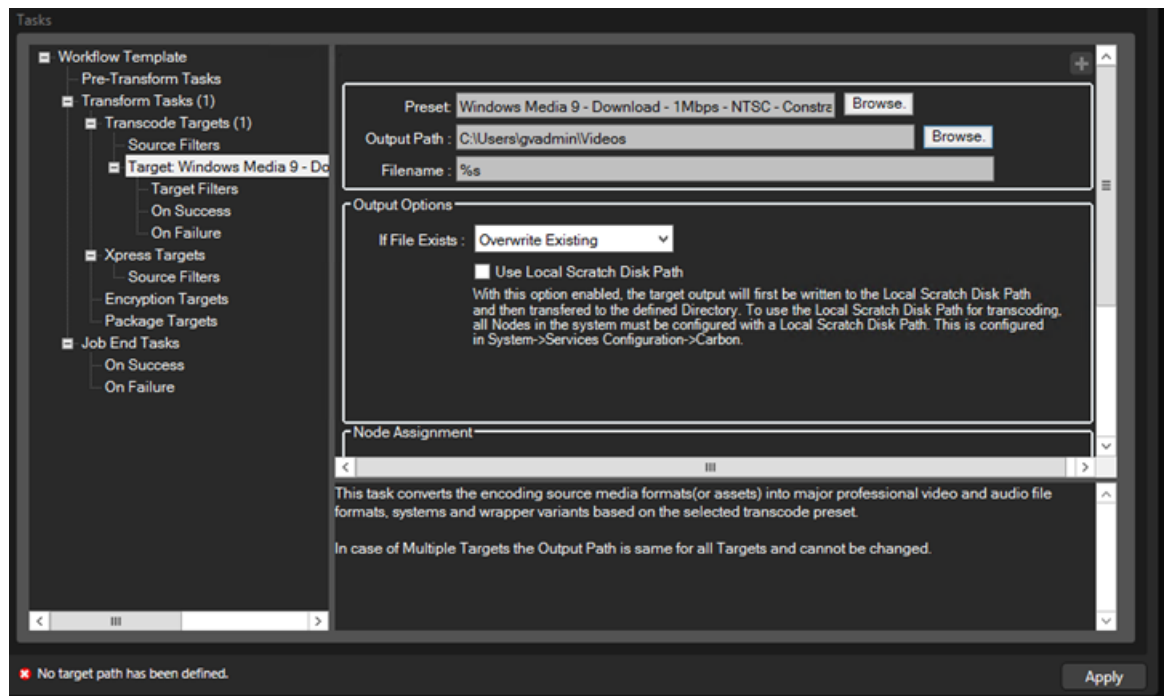 Tasks
Workflow Template
Pre-Transform Tasks
Transform Tasks (1)
Transcode Targets (1)
Source Filters
Target: Windows Media 9 - Do
Target Filters
On Success
On Failure
Xpress Targets
Source Filters
Encryption Targets
Package Targets
Job End Tasks
On Success
On Failure
Preset: Windows Media 9 - Download - 1Mbps - NTSC - Constra Browse.
Output Path : C:\Users\gvadmin\Videos Browse.
Filename : %s
Output Options
If File Exists : Overwrite Existing
Use Local Scratch Disk Path
With this option enabled, the target output will first be written to the Local Scratch Disk Path
and then transfered to the defined Directory. To use the Local Scratch Disk Path for transcoding,
all Nodes in the system must be configured with a Local Scratch Disk Path. This is configured
in System->Services Configuration->Carbon.
Node Assignment
This task converts the encoding source media formats(or assets) into major professional video and audio file
formats, systems and wrapper variants based on the selected transcode preset.
In case of Multiple Targets the Output Path is same for all Targets and cannot be changed.
No target path has been defined.
Apply